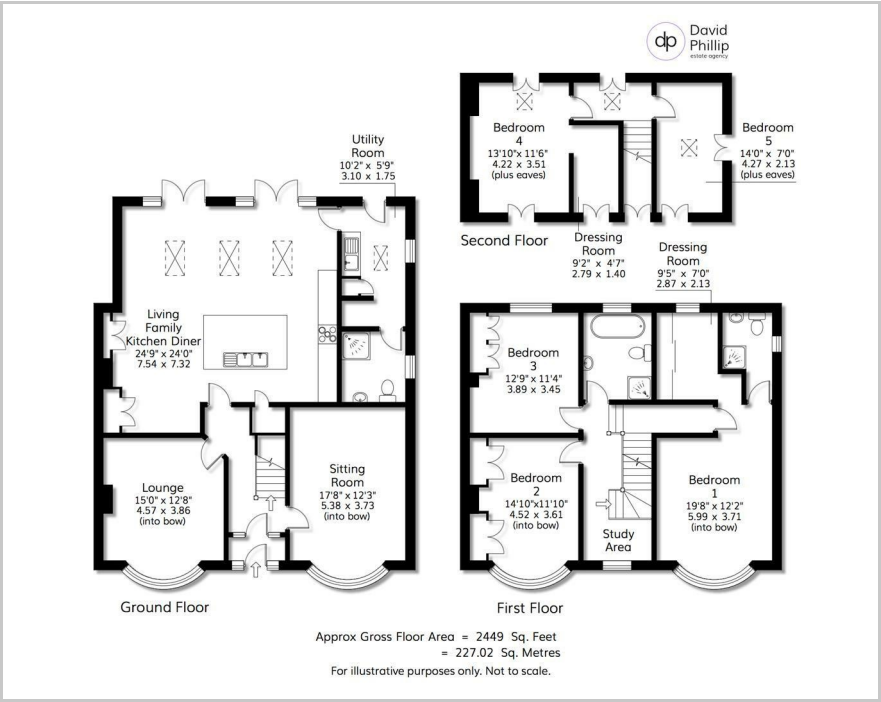 dp
David
Phillip
estate agency
Utility
Room
10'2" x 5'9"
3.10 x 1.75
Living
Family
Kitchen Diner
24'9" x 24'0"
7.54 x 7.32
Lounge
15'0" x 12'8"
4.57 x 3.86
(into bow)
Sitting
Room
17'8" x 12'3"
5.38 x 3.73
(into bow)
Ground Floor
Bedroom
4
13'10" x 11'6"
4.22 x 3.51
(plus eaves)
Bedroom
5
14'0" x 7'0"
4.27 x 2.13
(plus eaves)
Second Floor
Dressing
Room
9'2" x 4'7"
2.79 x 1.40
Dressing
Room
9'5" x 7'0"
2.87 x 2.13
Bedroom
3
12'9" x 11'4"
3.89 x 3.45
Bedroom
2
14'10"x11'10"
4.52 x 3.61
(into bow)
Study
Area
Bedroom
1
19'8" x 12'2"
5.99 x 3.71
(into bow)
First Floor
Approx Gross Floor Area = 2449 Sq. Feet
= 227.02 Sq. Metres
For illustrative purposes only. Not to scale.